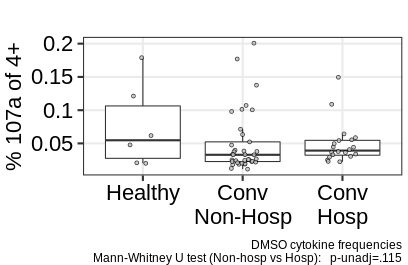 % 107a of 4+
0.2
0.15
0.1
0.05
Healthy
Conv
Non-Hosp
Conv
Hosp
DMSO cytokine frequencies
Mann-Whitney U test (Non-hosp vs Hosp):  p-unadj=.115